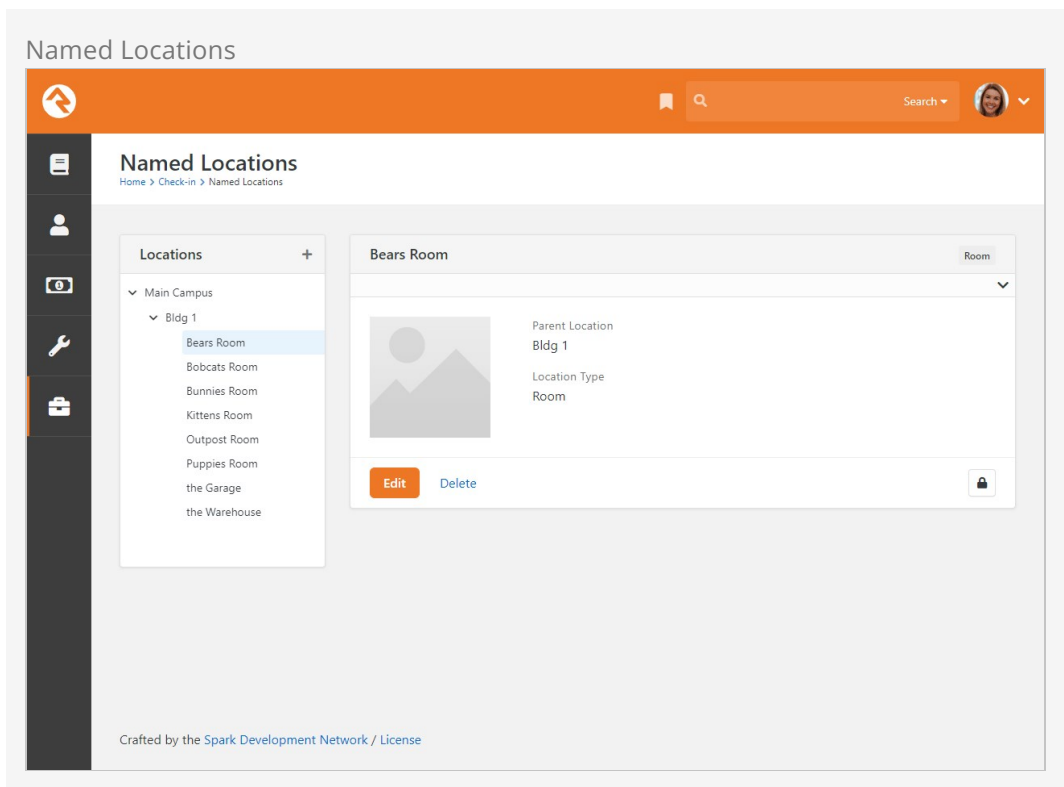 Named Locations
Search
Named Locations
Home > Check-in > Named Locations
Locations +
Main Campus
Bldg 1
Bears Room
Bobcats Room
Bunnies Room
Kittens Room
Outpost Room
Puppies Room
the Garage
the Warehouse
Bears Room
Room
Parent Location
Bldg 1
Location Type
Room
Edit
Delete
Crafted by the Spark Development Network / License